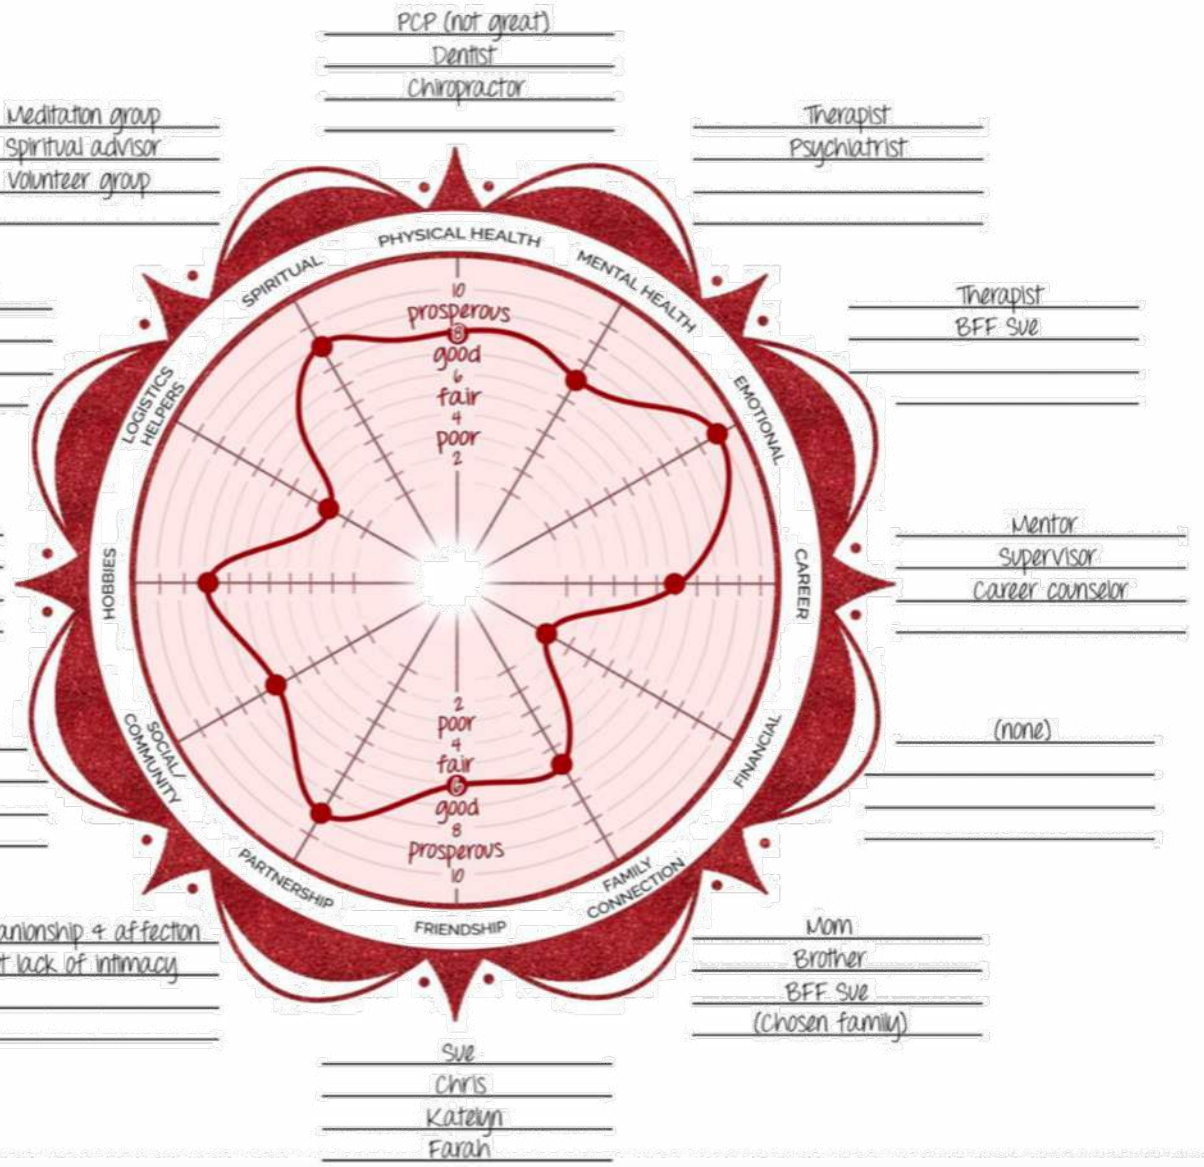 PCP (not great)
Dentist
Chiropractor
Meditation group
Spiritual advisor
Volunteer group
Therapist
Psychiatrist
Therapist
BFF Sue
Mentor
Supervisor
Career counselor
(none)
Mom
Brother
BFF Sue
(Chosen family)
Sue
Chris
Katelyn
Farah
anionship & affection
t lack of intimacy
PHYSICAL HEALTH
MENTAL HEALTH
EMOTIONAL
CAREER
FINANCIAL
FAMILY
CONNECTION
FRIENDSHIP
PARTNERSHIP
SOCIAL/
COMMUNITY
HOBBIES
LOGISTICS
HELPERS
SPIRITUAL
10
prosperous
8
good
6
fair
4
poor
2
2
poor
4
fair
6
good
8
prosperous
10